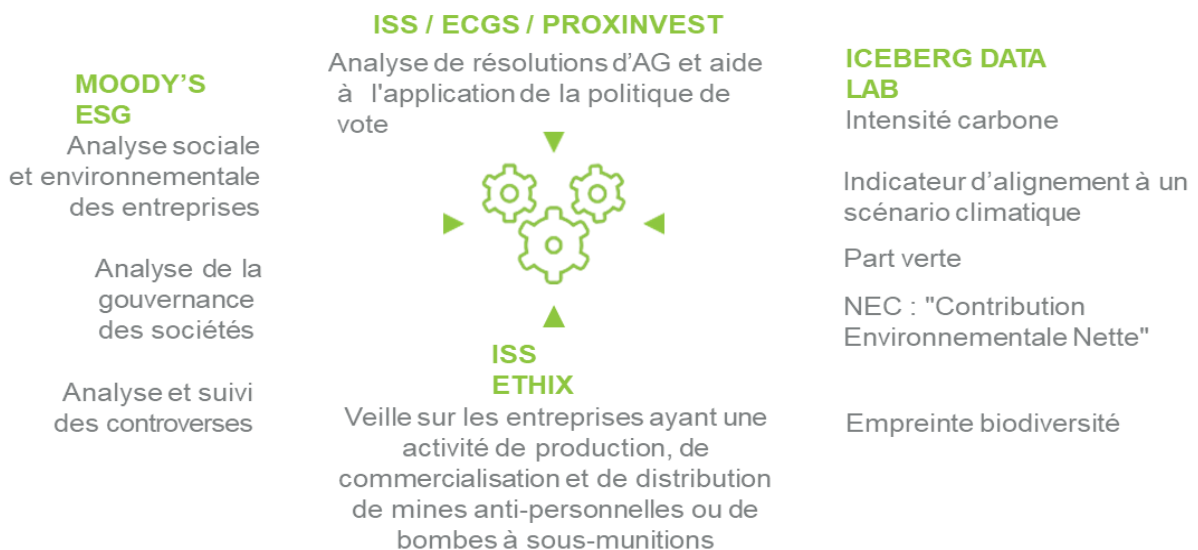 ISS / ECGS / PROXINVEST
Analyse de résolutions d'AG et aide
à l'application de la politique de
vote
MOODY'S
ESG
Analyse sociale
et environnementale
des entreprises
Analyse de la
gouvernance
des sociétés
Analyse et suivi
des controverses
ICEBERG DATA
LAB
Intensité carbone
Indicateur d'alignement à un
scénario climatique
Part verte
NEC : "Contribution
Environnementale Nette"
Empreinte biodiversité
ISS
ETHIX
Veille sur les entreprises ayant une
activité de production, de
commercialisation et de distribution
de mines anti-personnelles ou de
bombes à sous-munitions